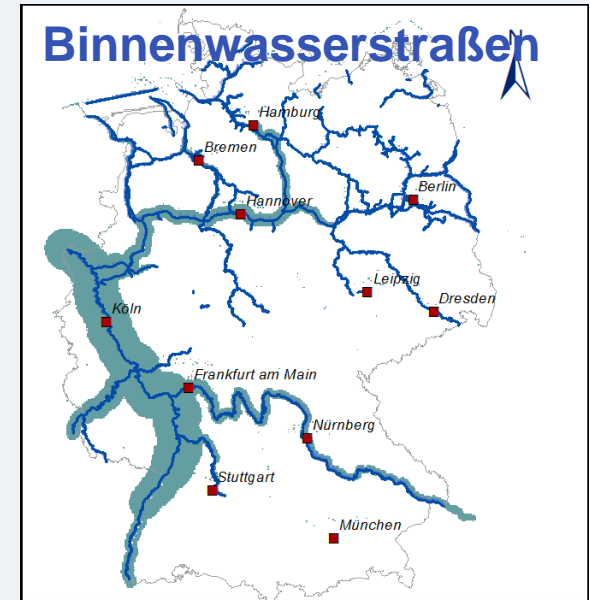 Binnenwasserstraßen
N
Hamburg
Bremen
Berlin
Hannover
Leipzig
Dresden
Köln
Frankfurt am Main
Nürnberg
Stuttgart
München